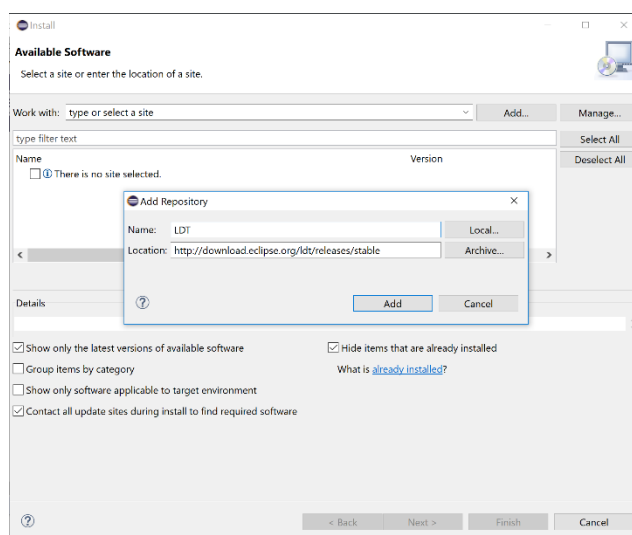 Install
Available Software
Select a site or enter the location of a site.
Work with: type or select a site Add... Manage...
type filter text Select All
Name Version Deselect All
There is no site selected.
Add Repository
Name: LDT Local...
Location: http://download.eclipse.org/ldt/releases/stable Archive...
Add Cancel
Details
Show only the latest versions of available software Hide items that are already installed
Group items by category What is already installed?
Show only software applicable to target environment
Contact all update sites during install to find required software
< Back Next > Finish Cancel